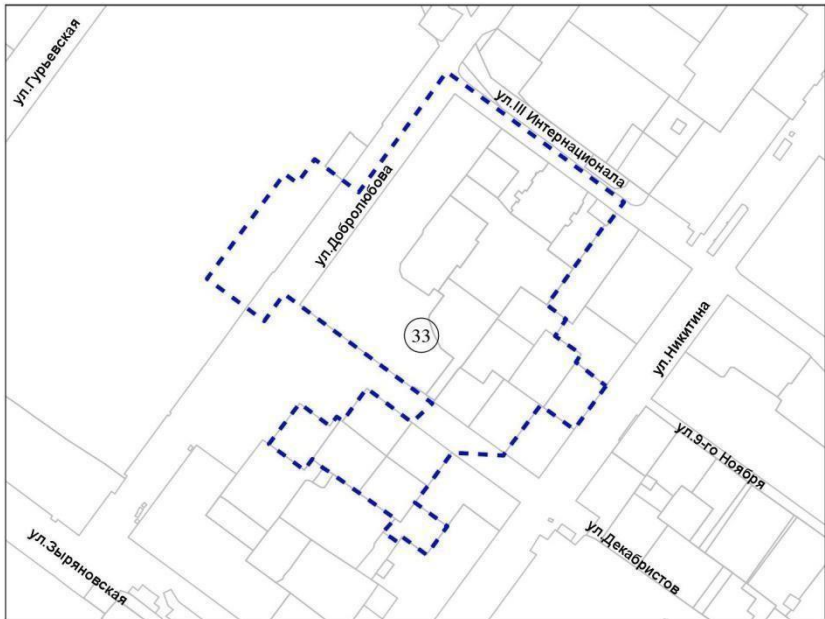 ул.Гурьевская
ул.III Интернационала
ул.Добролюбова
33
ул.Никитина
ул.9-го Ноября
ул.Декабристов
ул.Зыряновская